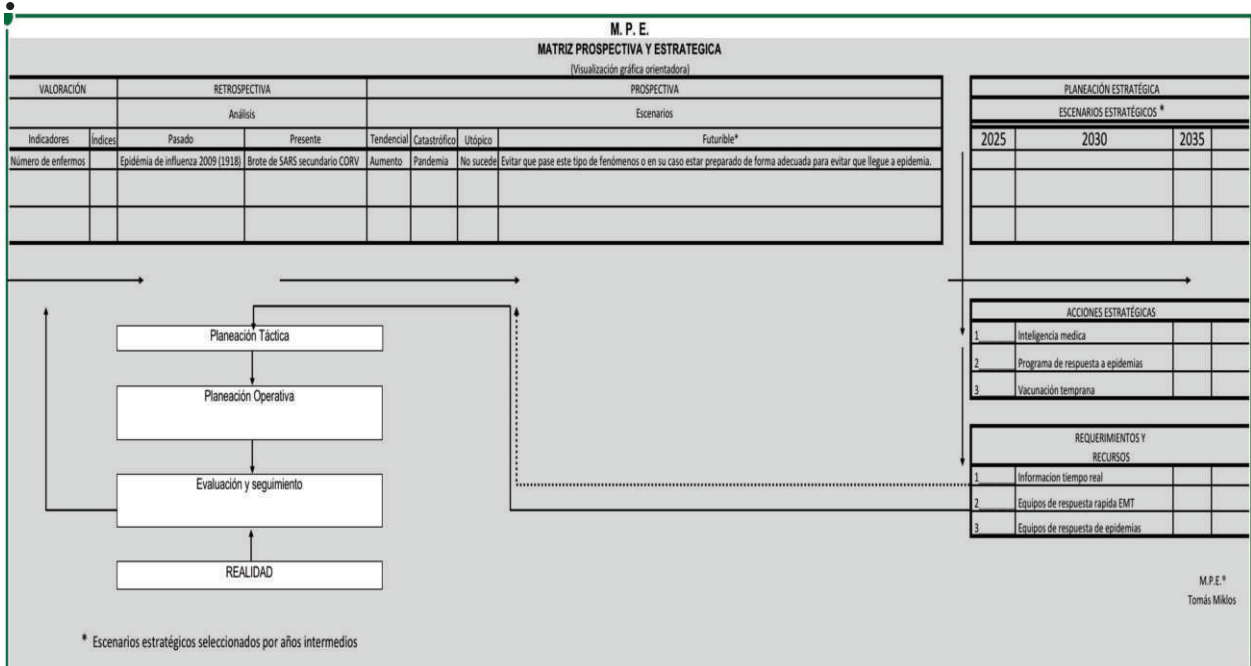 M. P. E.
MATRIZ PROSPECTIVA Y ESTRATEGICA
(Visualización gráfica orientadora)
VALORACIÓN RETROSPECTIVA PROSPECTIVA
Análisis Escenarios
Indicadores Índices Pasado Presente Tendencial Catastrófico Utópico Futurible*
Número de enfermos Epidémia de influenza 2009 (1918) Brote de SARS secundario CORV Aumento Pandemia No sucede Evitar que pase este tipo de fenómenos o en su caso estar preparado de forma adecuada para evitar que llegue a epidemia.
PLANEACIÓN ESTRATÉGICA
ESCENARIOS ESTRATÉGICOS *
2025 2030 2035
ACCIONES ESTRATÉGICAS
1 Inteligencia medica
2 Programa de respuesta a epidemias
3 Vacunación temprana
REQUERIMIENTOS Y
RECURSOS
1 Informacion tiempo real
2 Equipos de respuesta rapida EMT
3 Equipos de respuesta de epidemias
Planeación Táctica
Planeación Operativa
Evaluación y seguimiento
REALIDAD
M.P.E.*
Tomás Miklos
* Escenarios estratégicos seleccionados por años intermedios